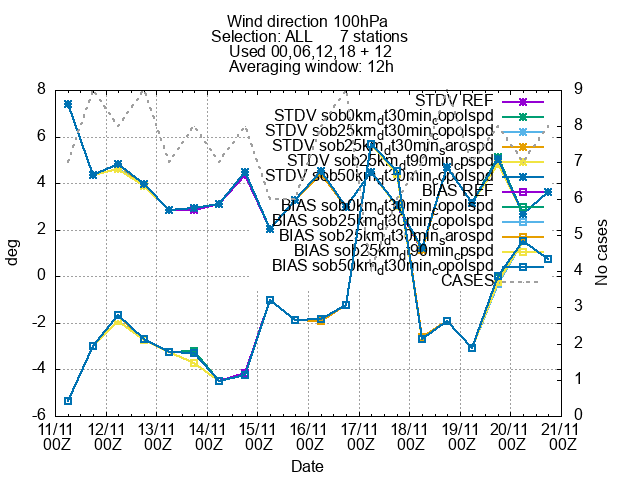 Wind direction 100hPa
Selection: ALL 7 stations
Used 00,06,12,18 + 12
Averaging window: 12h
STDV REF
STDV sob0km_dt30min_copolspd
STDV sob25km_dt30min_copolspd
STDV sob25km_dt30min_sarospd
STDV sob25km_dt90min_cpspd
STDV sob50km_dt30min_copolspd
BIAS REF
BIAS sob0km_dt30min_copolspd
BIAS sob25km_dt30min_copolspd
BIAS sob25km_dt30min_sarospd
BIAS sob25km_dt90min_cpspd
BIAS sob50km_dt30min_copolspd
CASES
8
6
4
2
0
-2
-4
-6
deg
9
8
7
6
5
4
3
2
1
0
No cases
11/11 12/11 13/11 14/11 15/11 16/11 17/11 18/11 19/11 20/11 21/11
00Z 00Z 00Z 00Z 00Z 00Z 00Z 00Z 00Z 00Z 00Z
Date